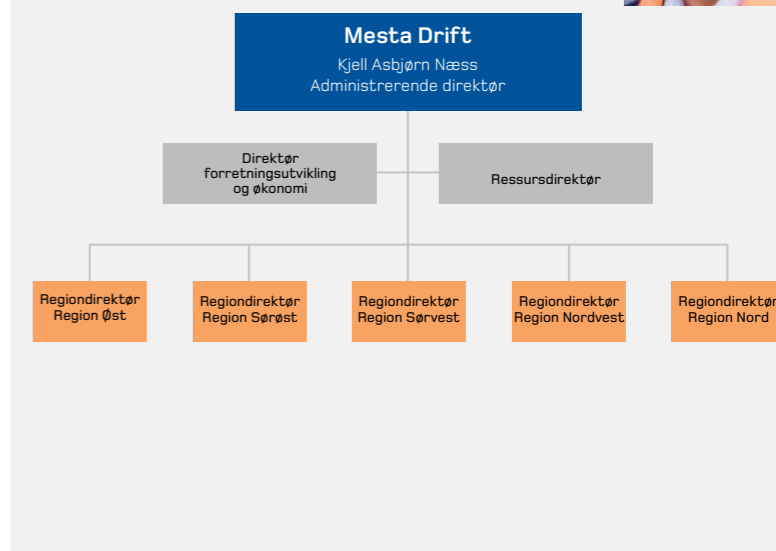 Mesta Drift
Kjell Asbjørn Næss
Administrerende direktør
Direktør
forretningsutvikling
og økonomi
Ressursdirektør
Regiondirektør
Region Øst
Regiondirektør
Region Sørøst
Regiondirektør
Region Sørvest
Regiondirektør
Region Nordvest
Regiondirektør
Region Nord